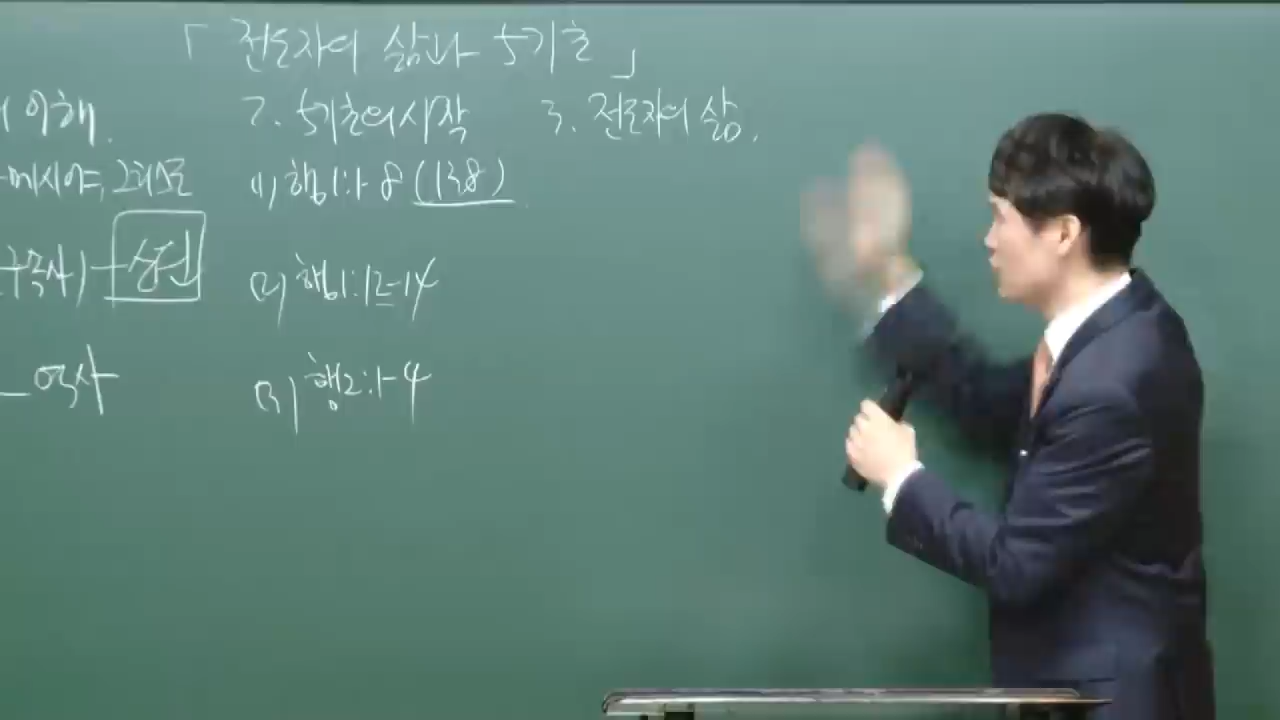 「 전도자의 삶과 5기초 」
이해.
2. 5기초의 시작
3. 전도자의 삶.
메시야, 그리스도
1) 행1:1-8 (1,3,8)
성전
2) 행1:12-14
역사
3) 행2:1-4